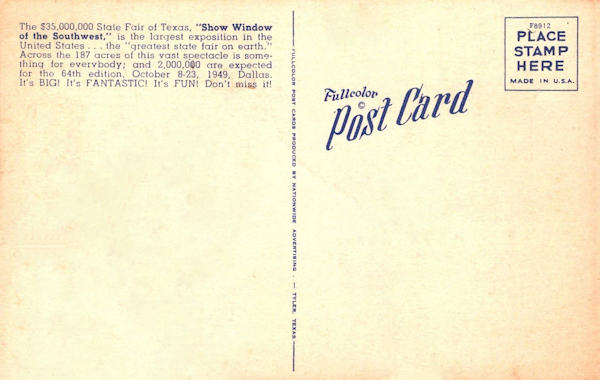 The $35,000,000 State Fair of Texas, "Show Window
of the Southwest," is the largest exposition in the
United States . . . the "greatest state fair on earth."
Across the 187 acres of this vast spectacle is some-
thing for everybody; and 2,000,000 are expected
for the 64th edition, October 8-23, 1949, Dallas.
It's BIG! It's FANTASTIC! It's FUN! Don't miss it!
FULLCOLOR POST CARDS PRODUCED BY NATIONWIDE ADVERTISING. — TYLER, TEXAS
Fullcolor
©
Post Card
F8912
PLACE
STAMP
HERE
MADE IN U.S.A.